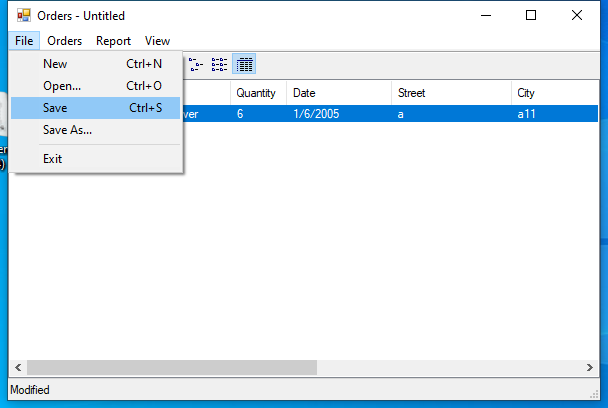 Orders - Untitled
File Orders Report View
New Ctrl+N
Open... Ctrl+O
Save Ctrl+S
Save As...
Exit
Quantity Date Street City
ver 6 1/6/2005 a a11
er
)
Modified